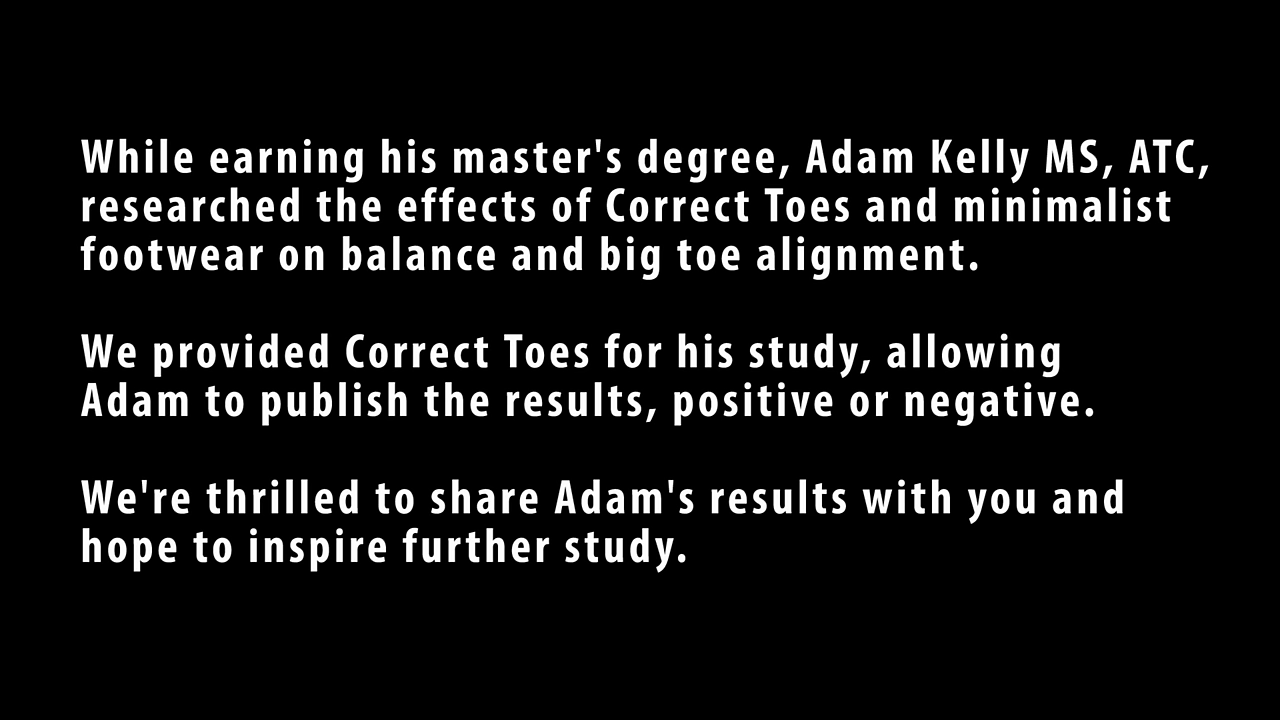 While earning his master's degree, Adam Kelly MS, ATC,
researched the effects of Correct Toes and minimalist
footwear on balance and big toe alignment.
We provided Correct Toes for his study, allowing
Adam to publish the results, positive or negative.
We're thrilled to share Adam's results with you and
hope to inspire further study.